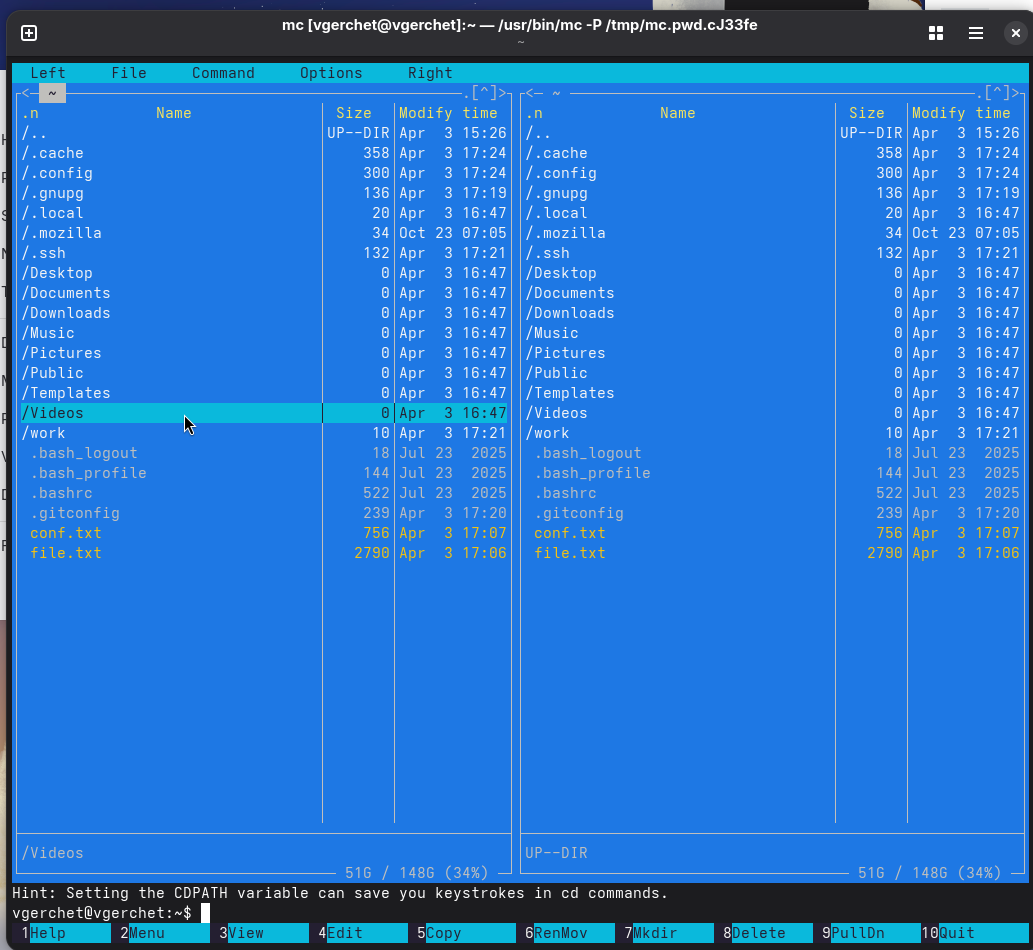 mc [vgerchet@vgerchet]:~ — /usr/bin/mc -P /tmp/mc.pwd.cJ33fe
~
Left File Command Options Right
<─ ~ .[^]> <─ ~ .[^]>
.n Name Size Modify time .n Name Size Modify time
/.. UP--DIR Apr 3 15:26 /.. UP--DIR Apr 3 15:26
/.cache 358 Apr 3 17:24 /.cache 358 Apr 3 17:24
/.config 300 Apr 3 17:24 /.config 300 Apr 3 17:24
/.gnupg 136 Apr 3 17:19 /.gnupg 136 Apr 3 17:19
/.local 20 Apr 3 16:47 /.local 20 Apr 3 16:47
/.mozilla 34 Oct 23 07:05 /.mozilla 34 Oct 23 07:05
/.ssh 132 Apr 3 17:21 /.ssh 132 Apr 3 17:21
/Desktop 0 Apr 3 16:47 /Desktop 0 Apr 3 16:47
/Documents 0 Apr 3 16:47 /Documents 0 Apr 3 16:47
/Downloads 0 Apr 3 16:47 /Downloads 0 Apr 3 16:47
/Music 0 Apr 3 16:47 /Music 0 Apr 3 16:47
/Pictures 0 Apr 3 16:47 /Pictures 0 Apr 3 16:47
/Public 0 Apr 3 16:47 /Public 0 Apr 3 16:47
/Templates 0 Apr 3 16:47 /Templates 0 Apr 3 16:47
/Videos 0 Apr 3 16:47 /Videos 0 Apr 3 16:47
/work 10 Apr 3 17:21 /work 10 Apr 3 17:21
.bash_logout 18 Jul 23 2025 .bash_logout 18 Jul 23 2025
.bash_profile 144 Jul 23 2025 .bash_profile 144 Jul 23 2025
.bashrc 522 Jul 23 2025 .bashrc 522 Jul 23 2025
.gitconfig 239 Apr 3 17:20 .gitconfig 239 Apr 3 17:20
conf.txt 756 Apr 3 17:07 conf.txt 756 Apr 3 17:07
file.txt 2790 Apr 3 17:06 file.txt 2790 Apr 3 17:06
/Videos UP--DIR
51G / 148G (34%) 51G / 148G (34%)
Hint: Setting the CDPATH variable can save you keystrokes in cd commands.
vgerchet@vgerchet:~$
1Help 2Menu 3View 4Edit 5Copy 6RenMov 7Mkdir 8Delete 9PullDn 10Quit